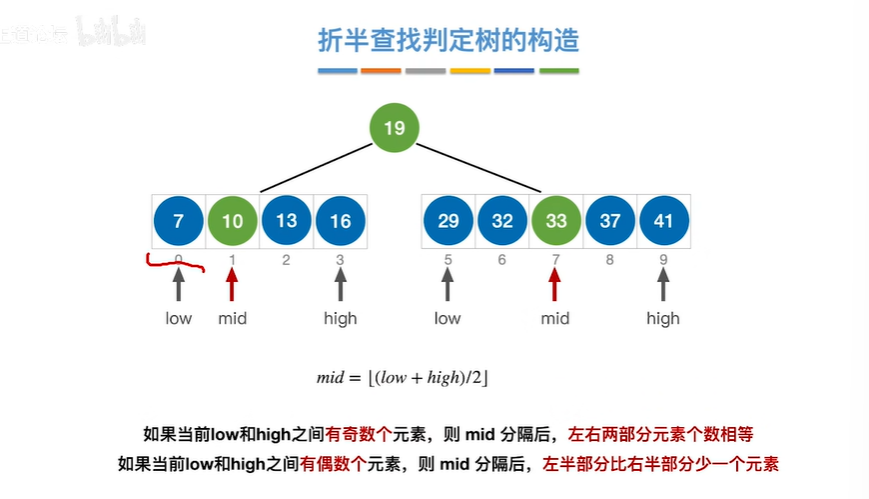 折半查找判定树的构造
19
7 10 13 16 29 32 33 37 41
0 1 2 3 5 6 7 8 9
low mid high low mid high
mid = ⌊(low + high)/2⌋
如果当前low和high之间有奇数个元素，则 mid 分隔后，左右两部分元素个数相等
如果当前low和high之间有偶数个元素，则 mid 分隔后，左半部分比右半部分少一个元素